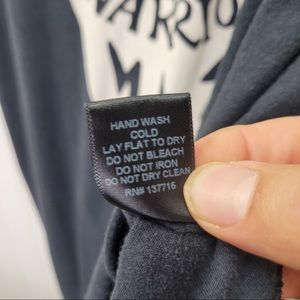 WARRIO
HAND WASH
COLD
LAY FLAT TO DRY
DO NOT BLEACH
DO NOT IRON
DO NOT DRY CLEAN
RN# 137716